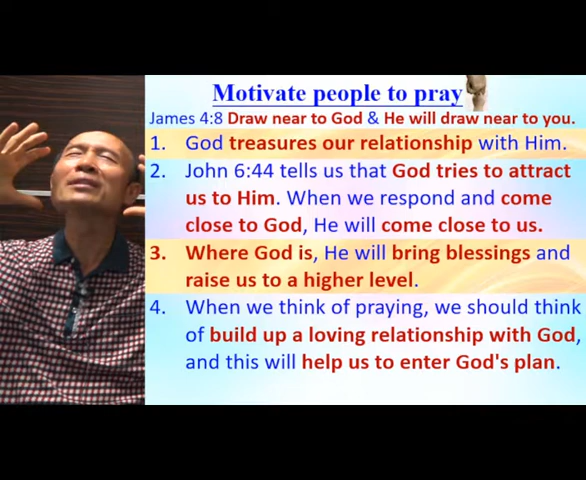 Motivate people to pray
James 4:8 Draw near to God & He will draw near to you.
1. God treasures our relationship with Him.
2. John 6:44 tells us that God tries to attract
us to Him. When we respond and come
close to God, He will come close to us.
3. Where God is, He will bring blessings and
raise us to a higher level.
4. When we think of praying, we should think
of build up a loving relationship with God,
and this will help us to enter God's plan.